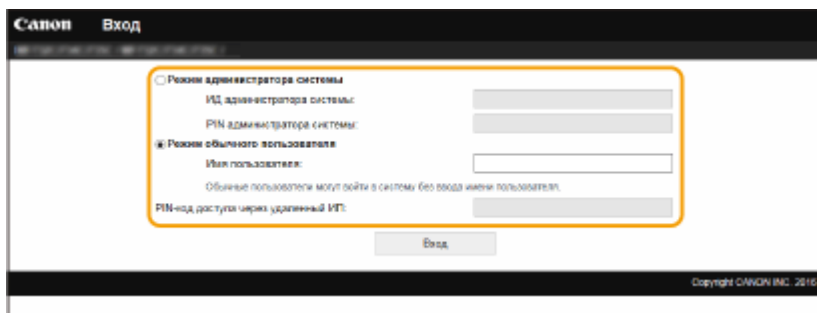 Canon Вход
Режим администратора системы
ИД администратора системы:
PIN администратора системы:
Режим обычного пользователя
Имя пользователя:
Обычные пользователи могут войти в систему без ввода имени пользователя.
PIN-код доступа через удаленный ИП:
Вход
Copyright CANON INC. 2016